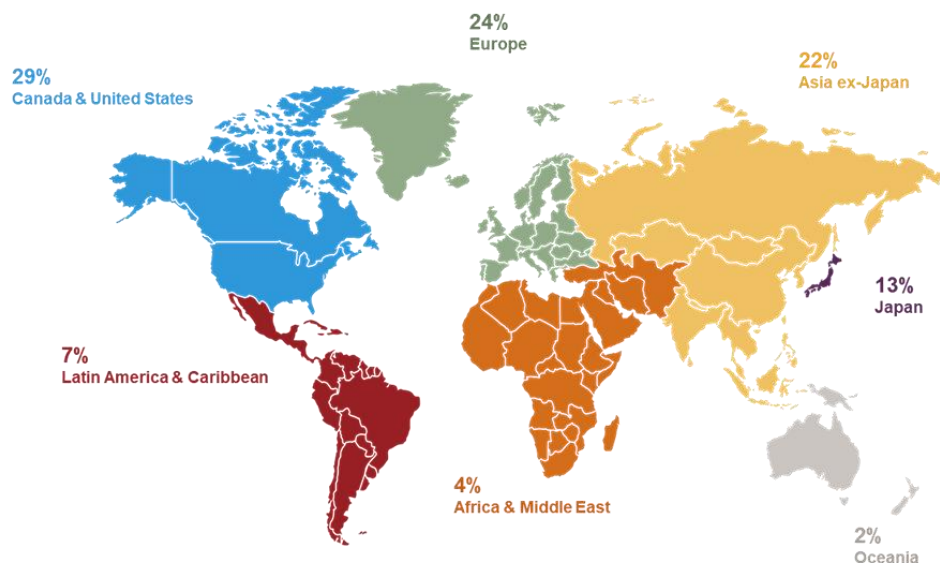 24%
Europe
29%
Canada & United States
22%
Asia ex-Japan
13%
Japan
7%
Latin America & Caribbean
4%
Africa & Middle East
2%
Oceania